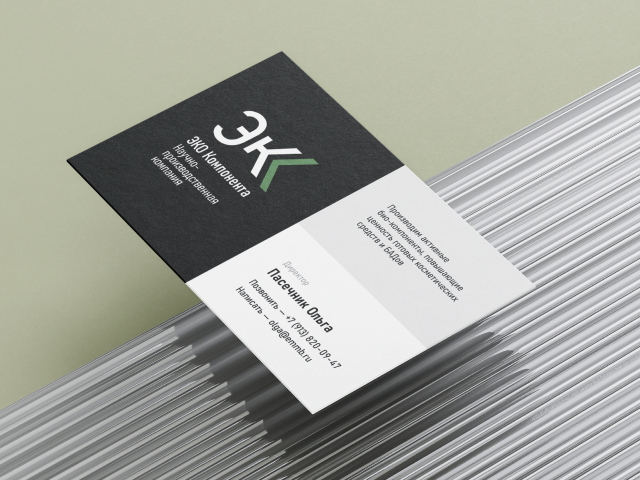 ЭК
ЭКО Компонента
Научно-
производственная
компания
Производим активные
био-компоненты, повышающие
ценность готовых косметических
средств и БАДов
Директор
Пасечник Ольга
Позвонить — +7 (913) 820-09-47
Написать — olga@emmb.ru